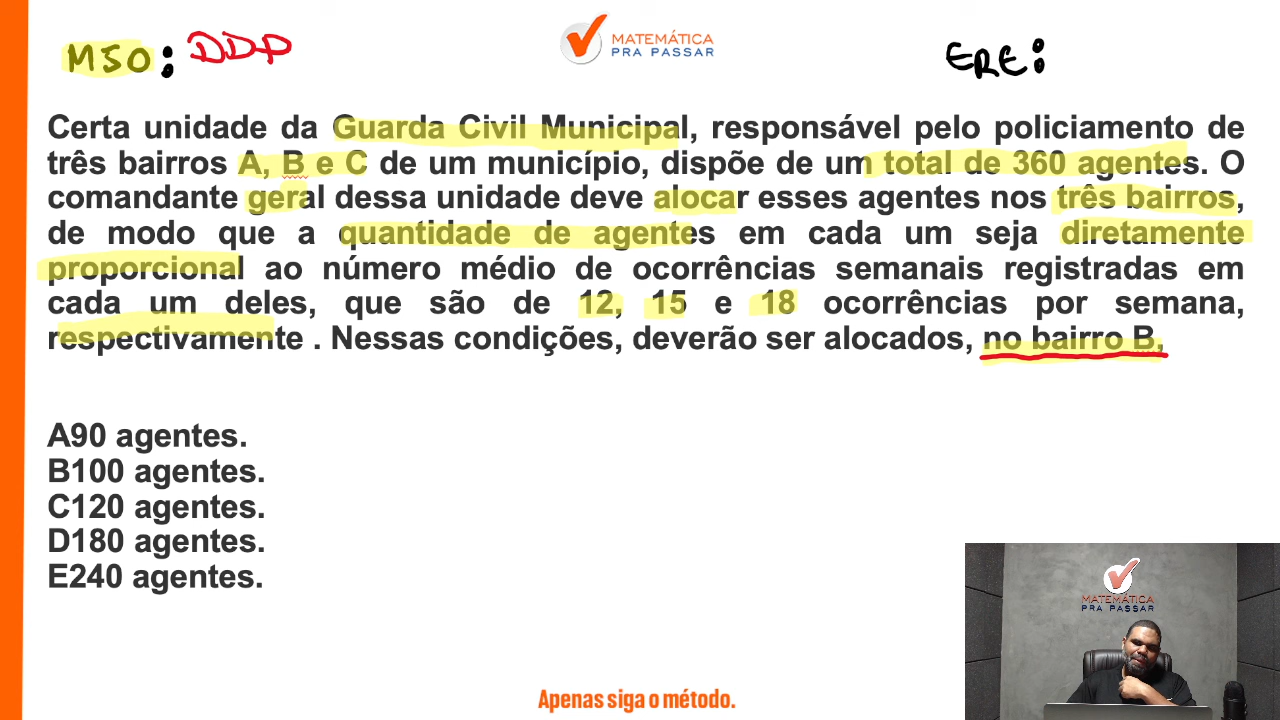 M50: DDP
MATEMÁTICA
PRA PASSAR
ERE:
Certa unidade da Guarda Civil Municipal, responsável pelo policiamento de
três bairros A, B e C de um município, dispõe de um total de 360 agentes. O
comandante geral dessa unidade deve alocar esses agentes nos três bairros,
de modo que a quantidade de agentes em cada um seja diretamente
proporcional ao número médio de ocorrências semanais registradas em
cada um deles, que são de 12, 15 e 18 ocorrências por semana,
respectivamente . Nessas condições, deverão ser alocados, no bairro B,
A90 agentes.
B100 agentes.
C120 agentes.
D180 agentes.
E240 agentes.
MATEMÁTICA
PRA PASSAR
Apenas siga o método.